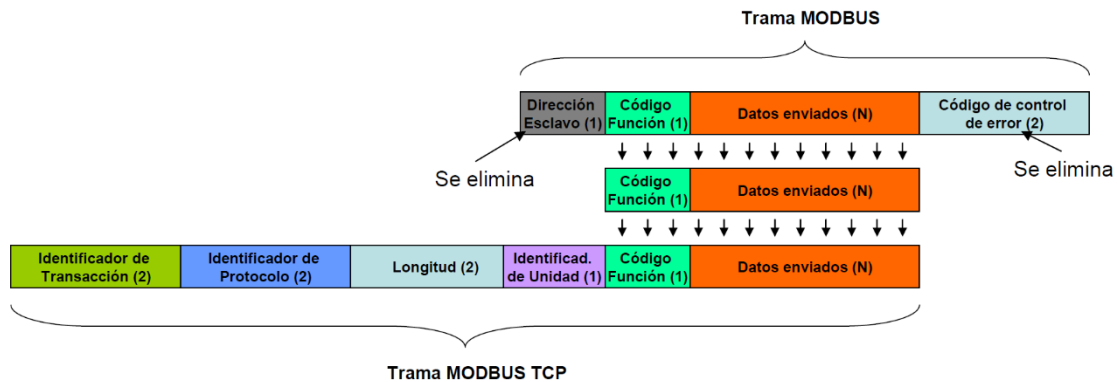 Trama MODBUS
Dirección
Esclavo (1)
Código
Función (1)
Datos enviados (N)
Código de control
de error (2)
Se elimina
Se elimina
Código
Función (1)
Datos enviados (N)
Identificador de
Transacción (2)
Identificador de
Protocolo (2)
Longitud (2)
Identificad.
de Unidad (1)
Código
Función (1)
Datos enviados (N)
Trama MODBUS TCP